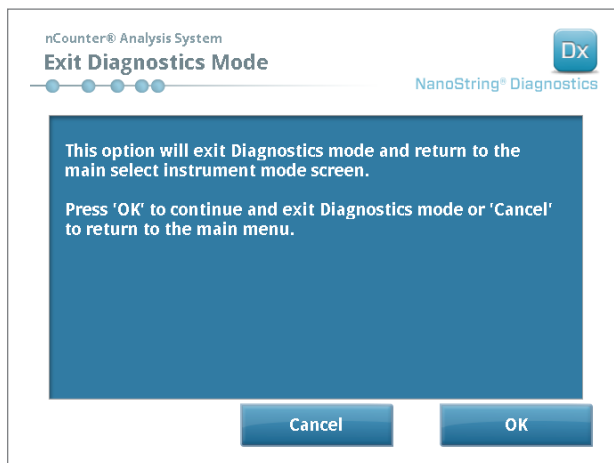 nCounter® Analysis System
Exit Diagnostics Mode
Dx
NanoString® Diagnostics
This option will exit Diagnostics mode and return to the
main select instrument mode screen.
Press 'OK' to continue and exit Diagnostics mode or 'Cancel'
to return to the main menu.
Cancel
OK